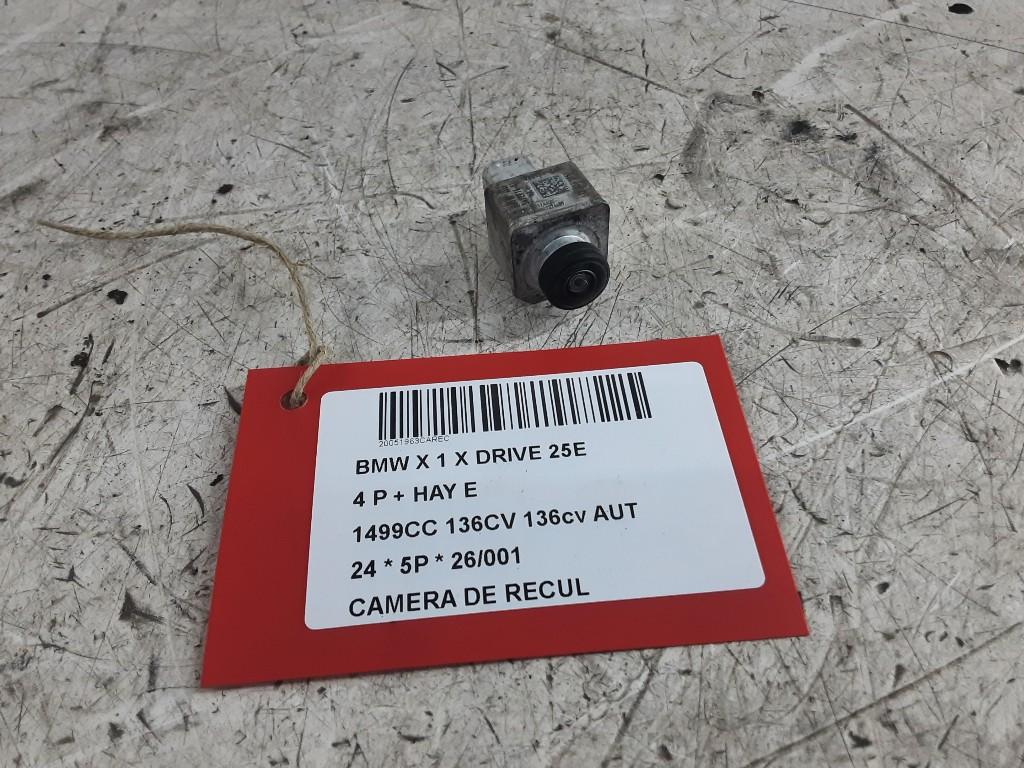 20051963CAREC
BMW X 1 X DRIVE 25E
4 P + HAY E
1499CC 136CV 136cv AUT
24 * 5P * 26/001
CAMERA DE RECUL